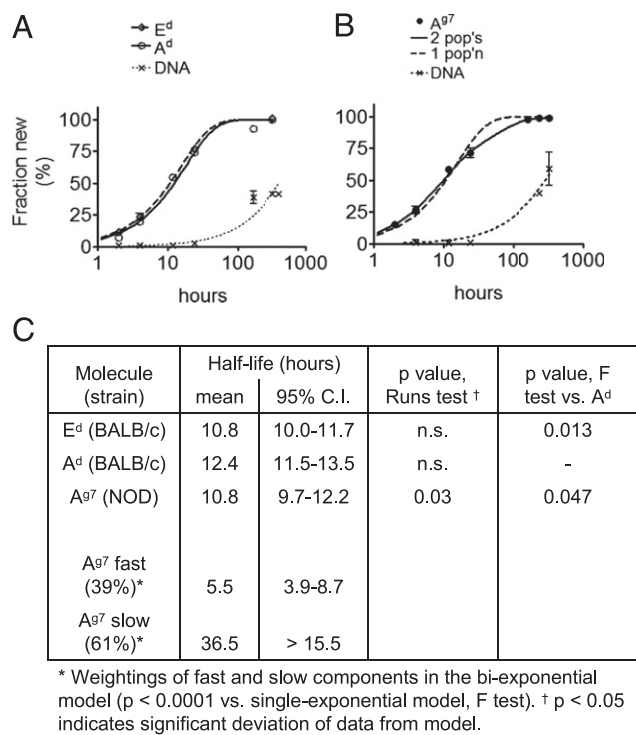 A
E^d
A^d
DNA
B
A^g7
2 pop's
1 pop'n
DNA
Fraction new
(%)
100
75
50
25
0
1
10
100
1000
hours
100
75
50
25
0
1
10
100
1000
hours
C
Molecule (strain) | Half-life (hours) | p value, Runs test † | p value, F test vs. A^d
mean | 95% C.I.
E^d (BALB/c) | 10.8 | 10.0-11.7 | n.s. | 0.013
A^d (BALB/c) | 12.4 | 11.5-13.5 | n.s. | -
A^g7 (NOD) | 10.8 | 9.7-12.2 | 0.03 | 0.047
A^g7 fast (39%)* | 5.5 | 3.9-8.7
A^g7 slow (61%)* | 36.5 | > 15.5
* Weightings of fast and slow components in the bi-exponential
model (p < 0.0001 vs. single-exponential model, F test). † p < 0.05
indicates significant deviation of data from model.